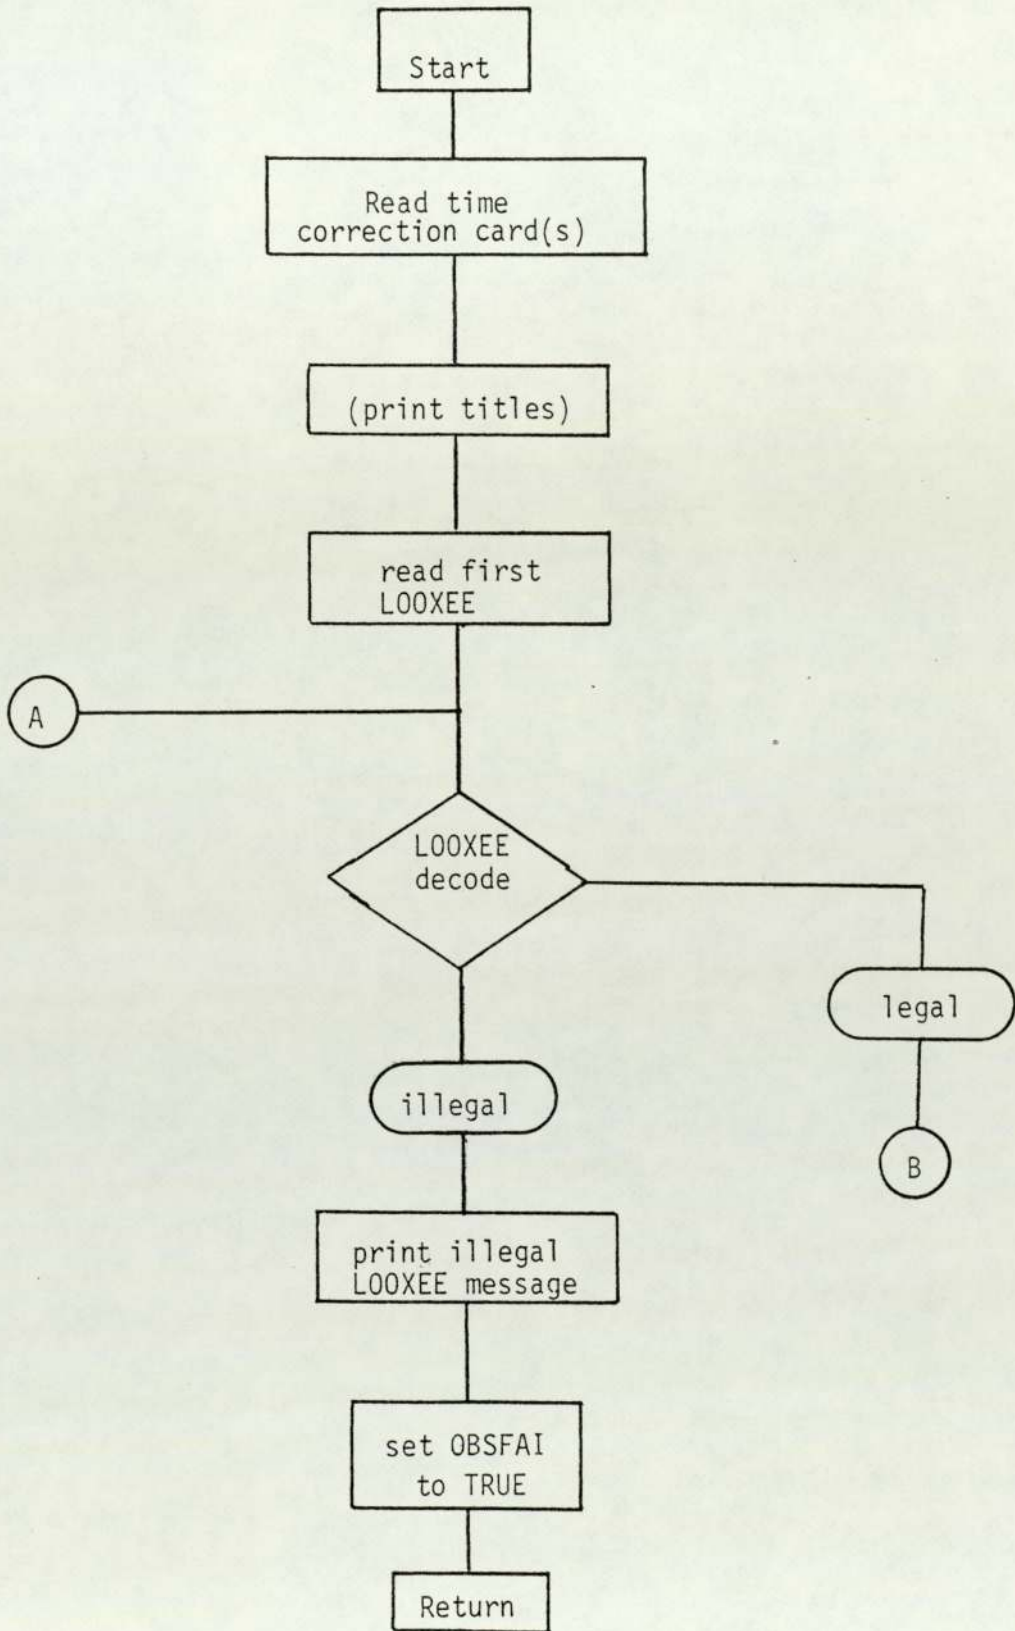 Start
Read time
correction card(s)
(print titles)
read first
LOOXEE
A
LOOXEE
decode
legal
illegal
B
print illegal
LOOXEE message
set OBSFAI
to TRUE
Return